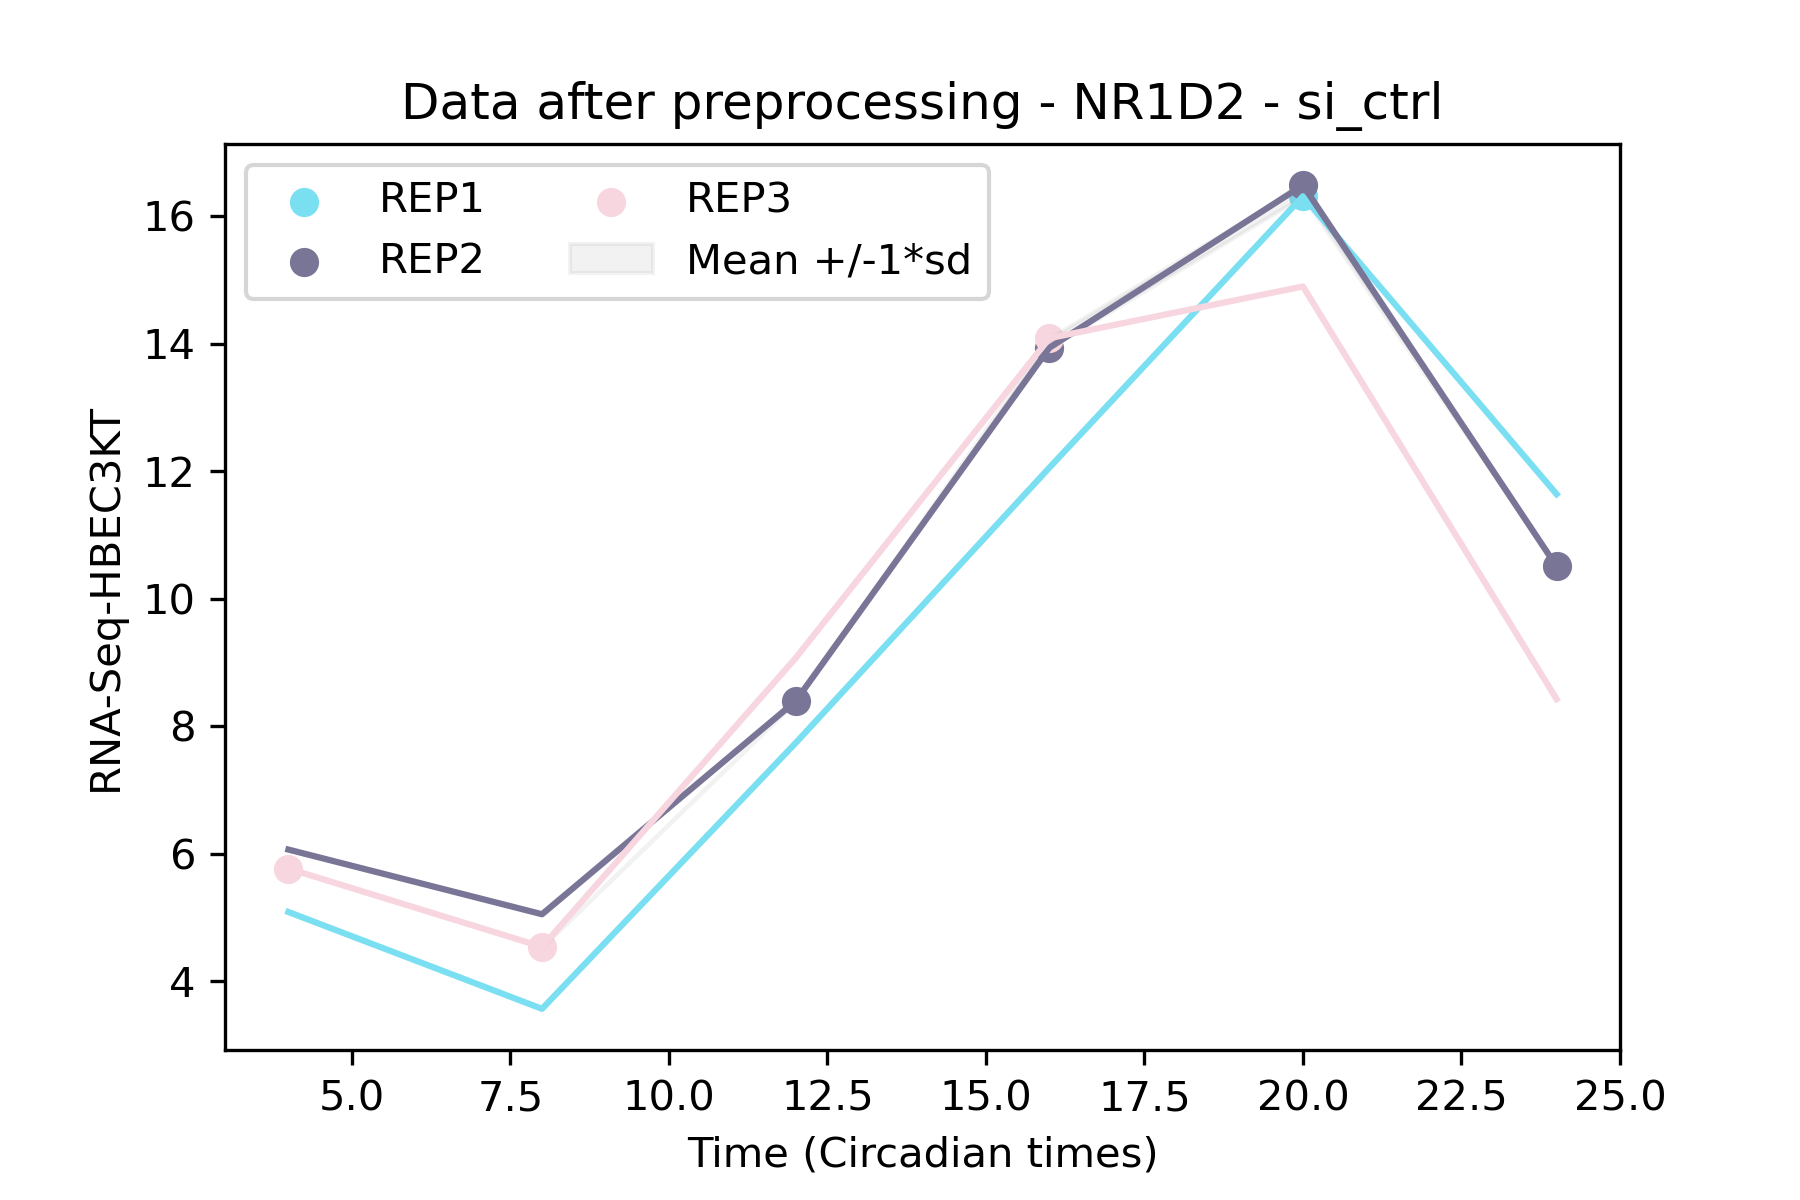 Data after preprocessing - NR1D2 - si_ctrl
REP1
REP2
REP3
Mean +/-1*sd
RNA-Seq-HBEC3KT
16
14
12
10
8
6
4
5.0
7.5
10.0
12.5
15.0
17.5
20.0
22.5
25.0
Time (Circadian times)